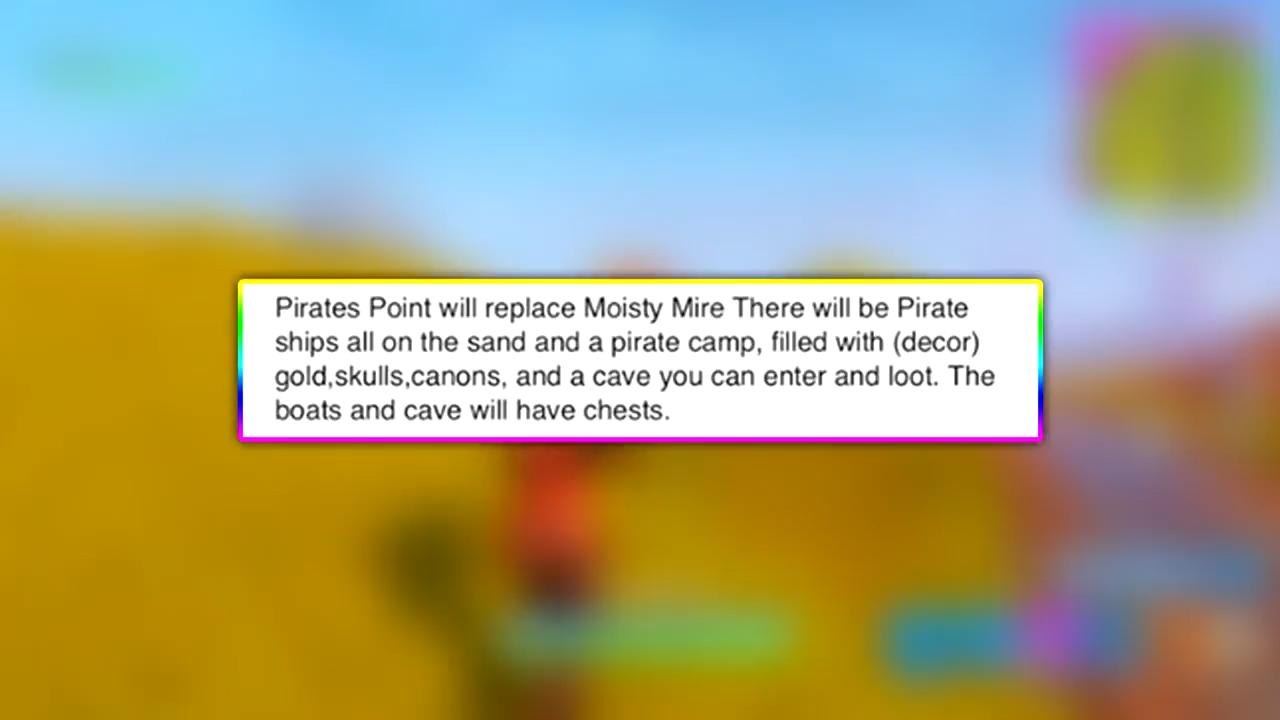 Pirates Point will replace Moisty Mire There will be Pirate
ships all on the sand and a pirate camp, filled with (decor)
gold,skulls,canons, and a cave you can enter and loot. The
boats and cave will have chests.